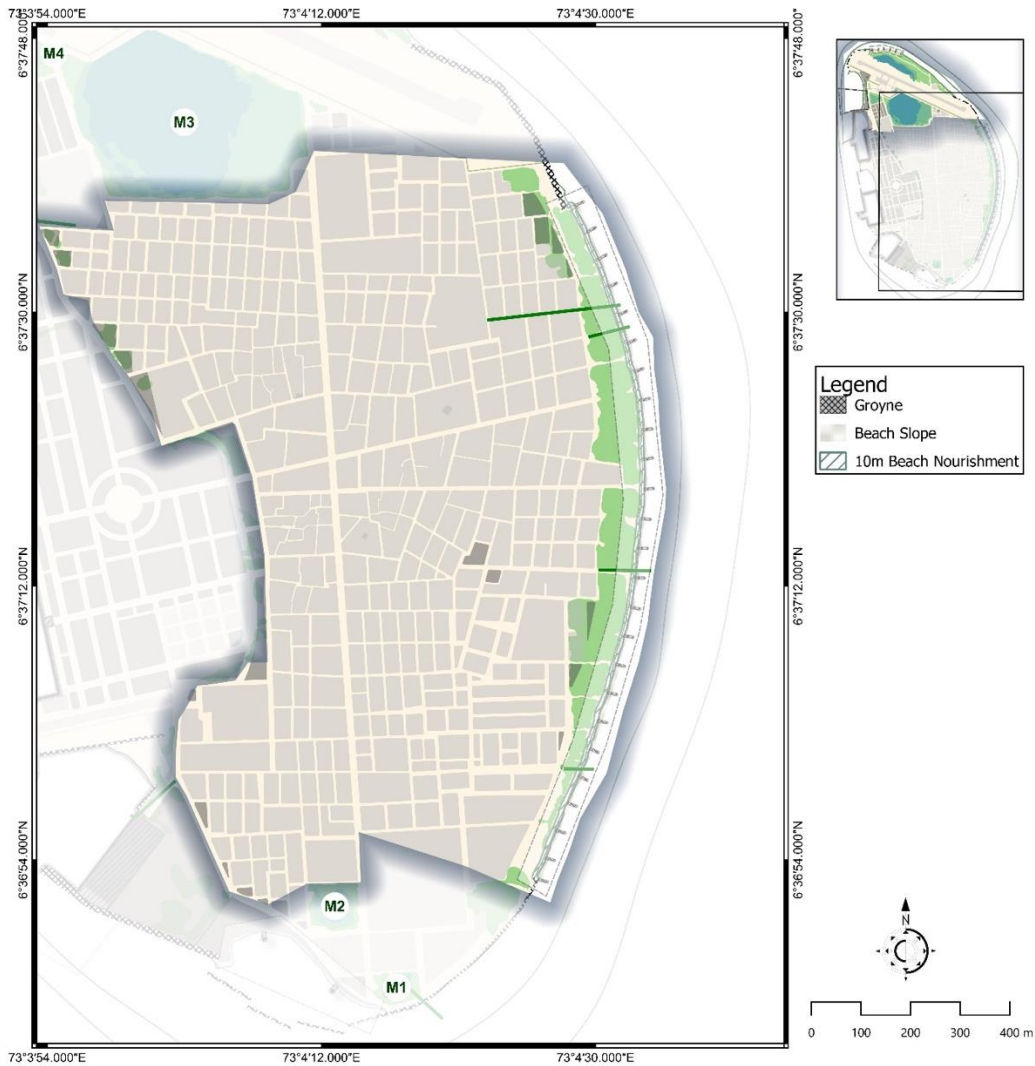 73°3'54.000"E
73°4'12.000"E
73°4'30.000"E
6°37'48.000"N
6°37'48.000"N
M4
M3
6°37'30.000"N
6°37'30.000"N
Legend
Groyne
Beach Slope
10m Beach Nourishment
6°37'12.000"N
6°37'12.000"N
6°36'54.000"N
6°36'54.000"N
M2
N
M1
0 100 200 300 400 m
73°3'54.000"E
73°4'12.000"E
73°4'30.000"E